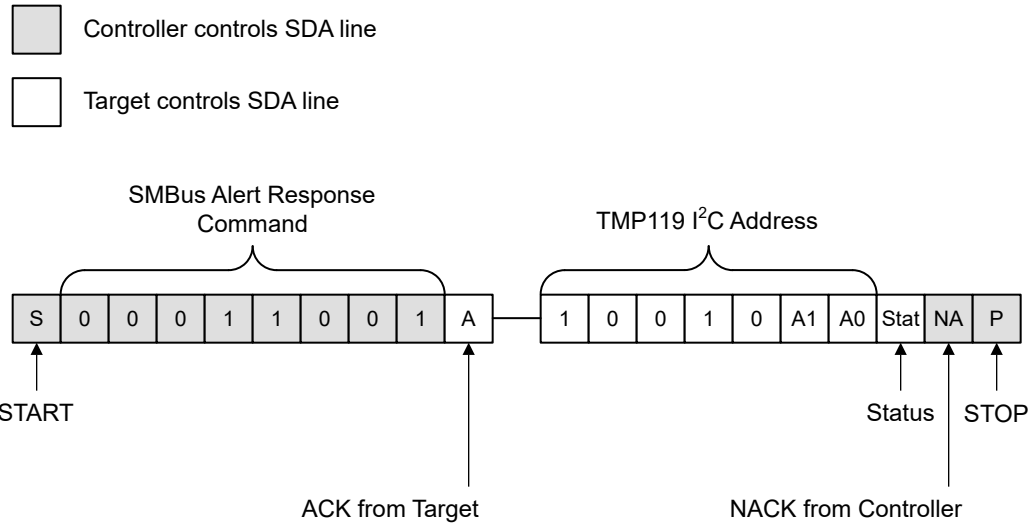 Controller controls SDA line
Target controls SDA line
SMBus Alert Response
Command
TMP119 I²C Address
S 0 0 0 1 1 0 0 1 A 1 0 0 1 0 A1 A0 Stat NA P
START
Status
STOP
ACK from Target
NACK from Controller